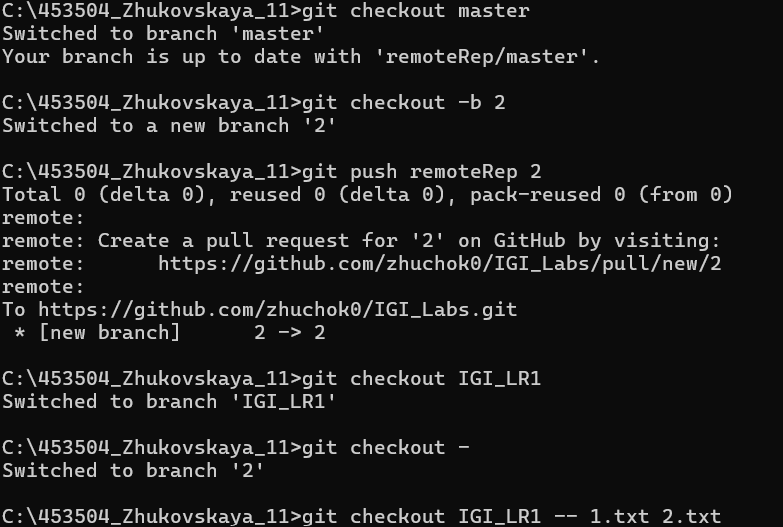 C:\453504_Zhukovskaya_11>git checkout master
Switched to branch 'master'
Your branch is up to date with 'remoteRep/master'.
C:\453504_Zhukovskaya_11>git checkout -b 2
Switched to a new branch '2'
C:\453504_Zhukovskaya_11>git push remoteRep 2
Total 0 (delta 0), reused 0 (delta 0), pack-reused 0 (from 0)
remote:
remote: Create a pull request for '2' on GitHub by visiting:
remote:      https://github.com/zhuchok0/IGI_Labs/pull/new/2
remote:
To https://github.com/zhuchok0/IGI_Labs.git
 * [new branch]      2 -> 2
C:\453504_Zhukovskaya_11>git checkout IGI_LR1
Switched to branch 'IGI_LR1'
C:\453504_Zhukovskaya_11>git checkout -
Switched to branch '2'
C:\453504_Zhukovskaya_11>git checkout IGI_LR1 -- 1.txt 2.txt